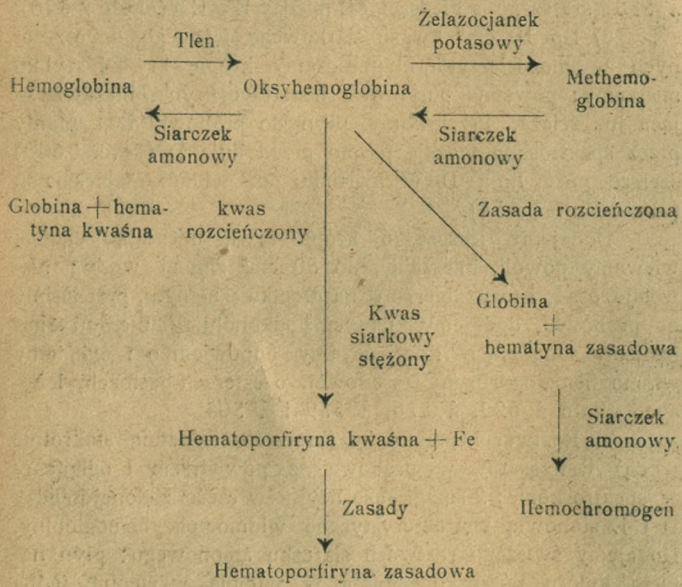 Tlen
Żelazocjanek
potasowy
Hemoglobina
Oksyhemoglobina
Methemo-
globina
Siarczek
amonowy
Siarczek
amonowy
Globina + hema-
tyna kwaśna
kwas
rozcieńczony
Zasada rozcieńczona
Globina
+
hematyna zasadowa
Kwas
siarkowy
stężony
Siarczek
amonowy
Hematoporfiryna kwaśna + Fe
Hemochromogen
Zasady
Hematoporfiryna zasadowa